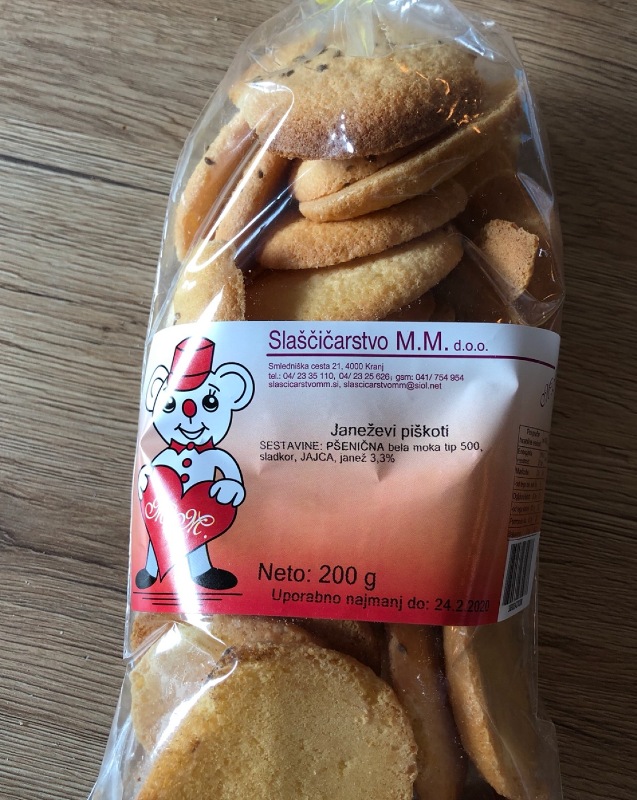 Slaščičarstvo M.M. d.o.o.
Smledniška cesta 21, 4000 Kranj
tel.: 04/ 23 35 110, 04/ 23 25 626, gsm: 041/ 754 954
slascicarstvomm.si, slascicarstvomm@siol.net
Janeževi piškoti
SESTAVINE: PŠENIČNA bela moka tip 500,
sladkor, JAJCA, janež 3,3%
M.M.
Neto: 200 g
Uporabno najmanj do: 24.2.2020